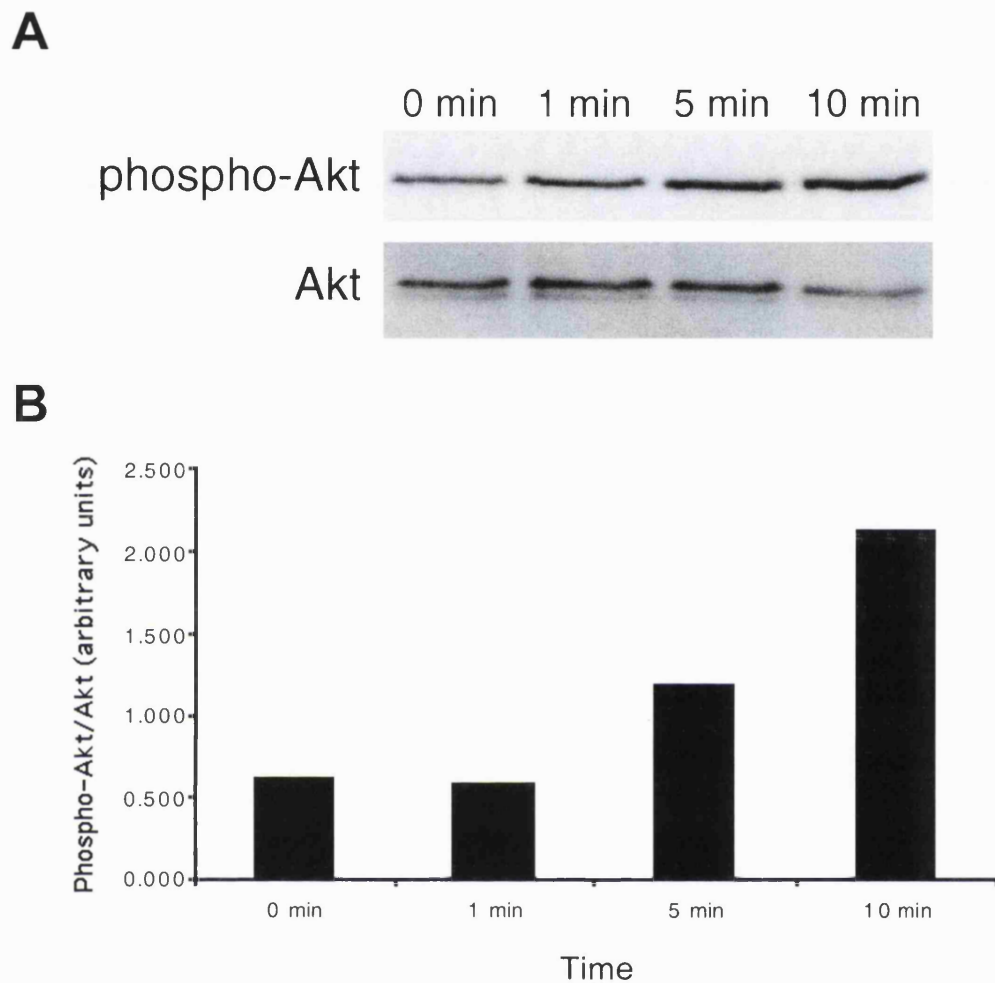 A
0 min 1 min 5 min 10 min
phospho-Akt
Akt
B
Phospho-Akt/Akt (arbitrary units)
2.500
2.000
1.500
1.000
0.500
0.000
0 min 1 min 5 min 10 min
Time